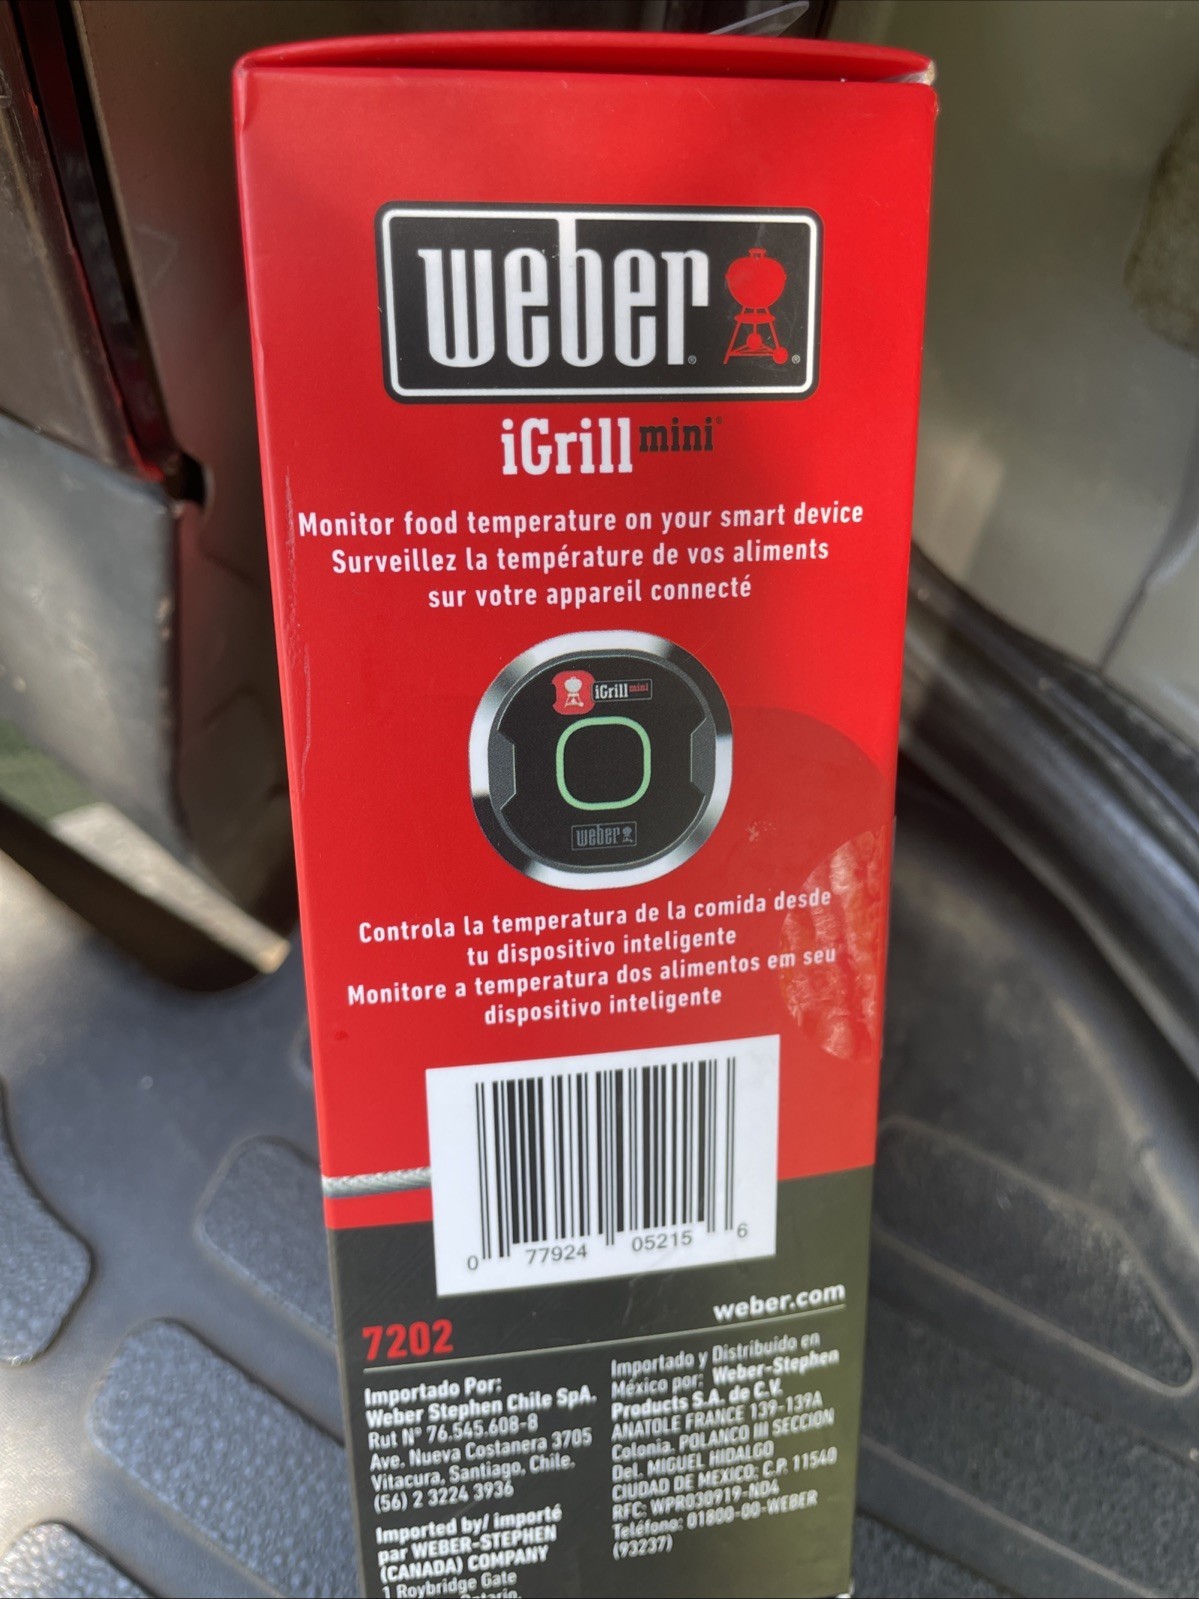 weber®
®
iGrill mini®
Monitor food temperature on your smart device
Surveillez la température de vos aliments
sur votre appareil connecté
iGrill mini
weber
Controla la temperatura de la comida desde
tu dispositivo inteligente
Monitore a temperatura dos alimentos em seu
dispositivo inteligente
0 77924 05215 6
weber.com
7202
Importado Por:
Weber Stephen Chile SpA.
Rut Nº 76.545.608-8
Ave. Nueva Costanera 3705
Vitacura, Santiago, Chile.
(56) 2 3224 3936
Imported by/ importé
par WEBER-STEPHEN
(CANADA) COMPANY
1 Roybridge Gate
Ontario,
Importado y Distribuido en
México por: Weber-Stephen
Products S.A. de C.V.
ANATOLE FRANCE 139-139A
Colonia. POLANCO III SECCION
Del. MIGUEL HIDALGO
CIUDAD DE MEXICO: C.P. 11540
RFC: WPR030919-ND4
Teléfono: 01800-00-WEBER
(93237)